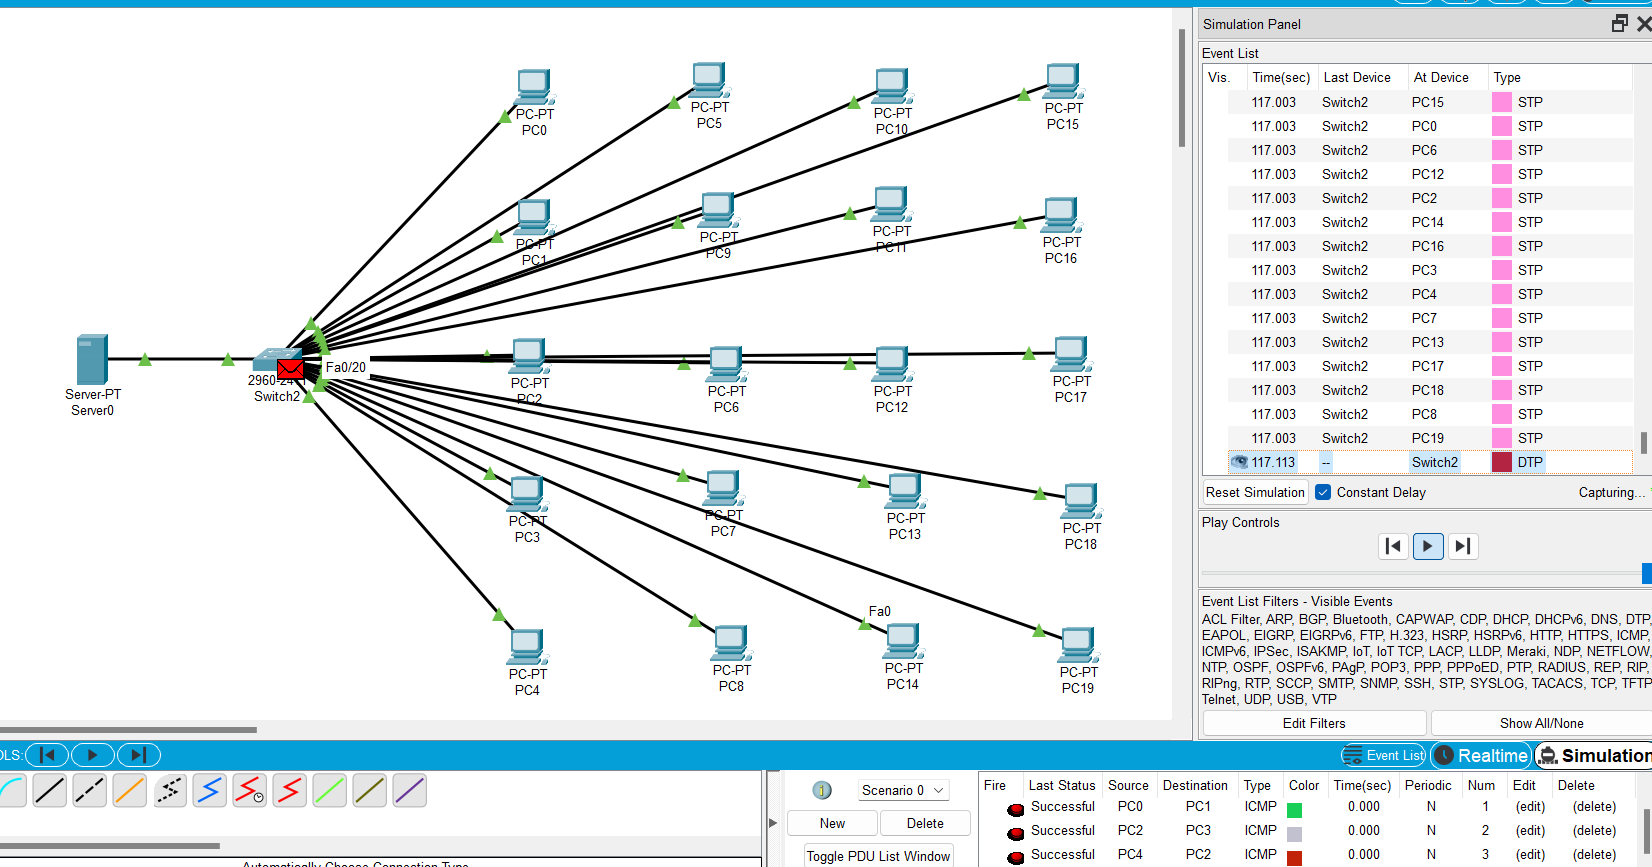 Simulation Panel
Event List
Vis. Time(sec) Last Device At Device Type
117.003 Switch2 PC15 STP
117.003 Switch2 PC0 STP
117.003 Switch2 PC6 STP
117.003 Switch2 PC12 STP
117.003 Switch2 PC2 STP
117.003 Switch2 PC14 STP
117.003 Switch2 PC16 STP
117.003 Switch2 PC3 STP
117.003 Switch2 PC4 STP
117.003 Switch2 PC7 STP
117.003 Switch2 PC13 STP
117.003 Switch2 PC17 STP
117.003 Switch2 PC18 STP
117.003 Switch2 PC8 STP
117.003 Switch2 PC19 STP
117.113 -- Switch2 DTP
Reset Simulation Constant Delay Capturing...
Play Controls
Event List Filters - Visible Events
ACL Filter, ARP, BGP, Bluetooth, CAPWAP, CDP, DHCP, DHCPv6, DNS, DTP,
EAPOL, EIGRP, EIGRPv6, FTP, H.323, HSRP, HSRPv6, HTTP, HTTPS, ICMP,
ICMPv6, IPSec, ISAKMP, IoT, IoT TCP, LACP, LLDP, Meraki, NDP, NETFLOW,
NTP, OSPF, OSPFv6, PAgP, POP3, PPP, PPPoED, PTP, RADIUS, REP, RIP,
RIPng, RTP, SCCP, SMTP, SNMP, SSH, STP, SYSLOG, TACACS, TCP, TFTP
Telnet, UDP, USB, VTP
Edit Filters Show All/None
PC-PT
PC0
PC-PT
PC5
PC-PT
PC10
PC-PT
PC15
PC-PT
PC1
PC-PT
PC9
PC-PT
PC11
PC-PT
PC16
Server-PT
Server0
Switch2
Fa0/20
PC-PT
PC2
PC-PT
PC6
PC-PT
PC12
PC-PT
PC17
PC-PT
PC3
PC-PT
PC7
PC-PT
PC13
PC-PT
PC18
PC-PT
PC4
PC-PT
PC8
Fa0
PC-PT
PC14
PC-PT
PC19
OLS:
Event List Realtime Simulation
Scenario 0
New Delete
Toggle PDU List Window
Fire Last Status Source Destination Type Color Time(sec) Periodic Num Edit Delete
Successful PC0 PC1 ICMP 0.000 N 1 (edit) (delete)
Successful PC2 PC3 ICMP 0.000 N 2 (edit) (delete)
Successful PC4 PC2 ICMP 0.000 N 3 (edit) (delete)
Automatically Choose Connection Type